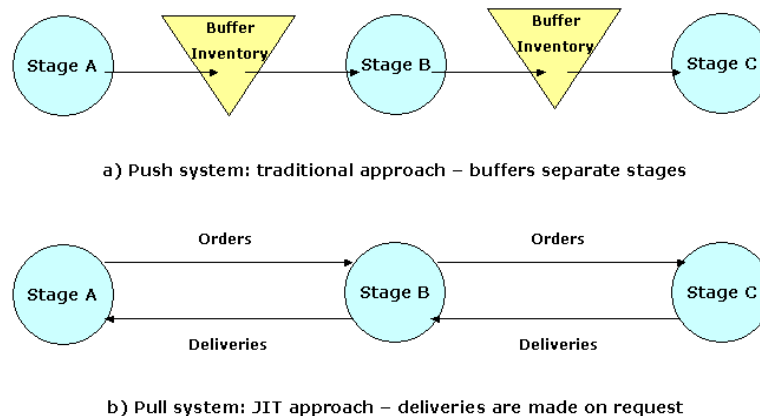 Buffer
Inventory
Buffer
Inventory
Stage A
Stage B
Stage C
a) Push system: traditional approach – buffers separate stages
Orders
Orders
Stage A
Stage B
Stage C
Deliveries
Deliveries
b) Pull system: JIT approach – deliveries are made on request